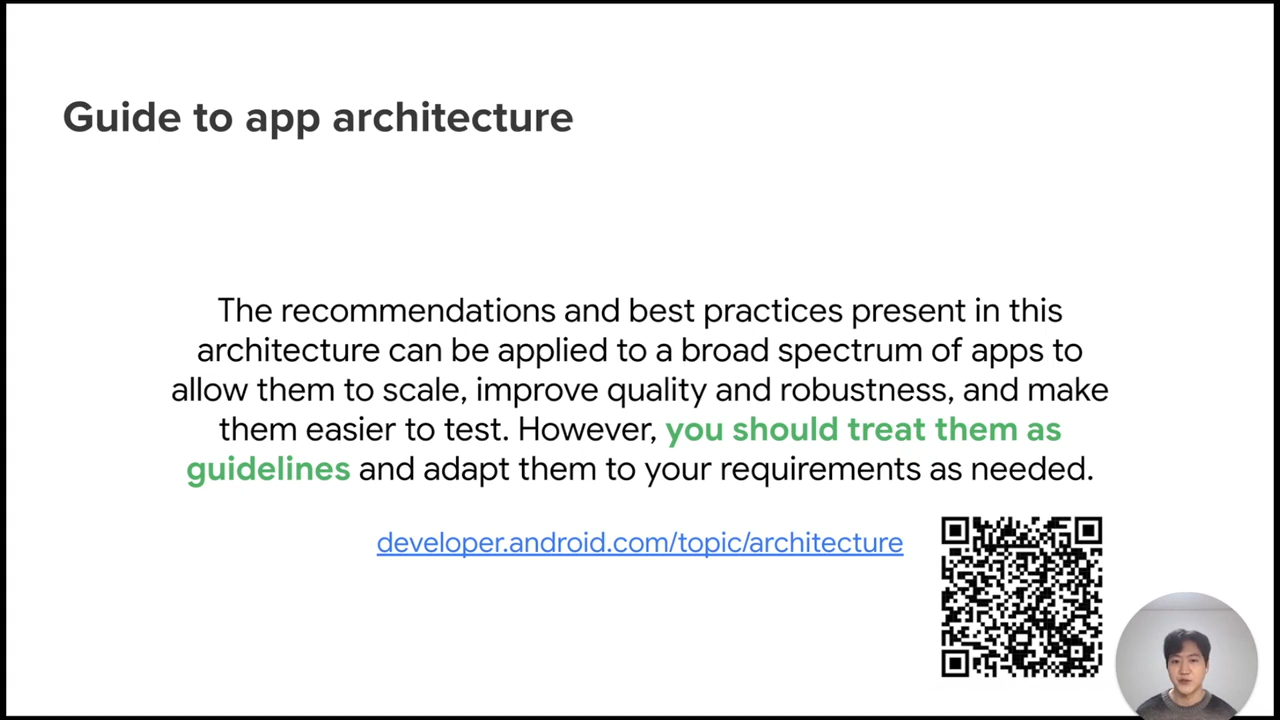 Guide to app architecture
The recommendations and best practices present in this
architecture can be applied to a broad spectrum of apps to
allow them to scale, improve quality and robustness, and make
them easier to test. However, you should treat them as
guidelines and adapt them to your requirements as needed.
developer.android.com/topic/architecture